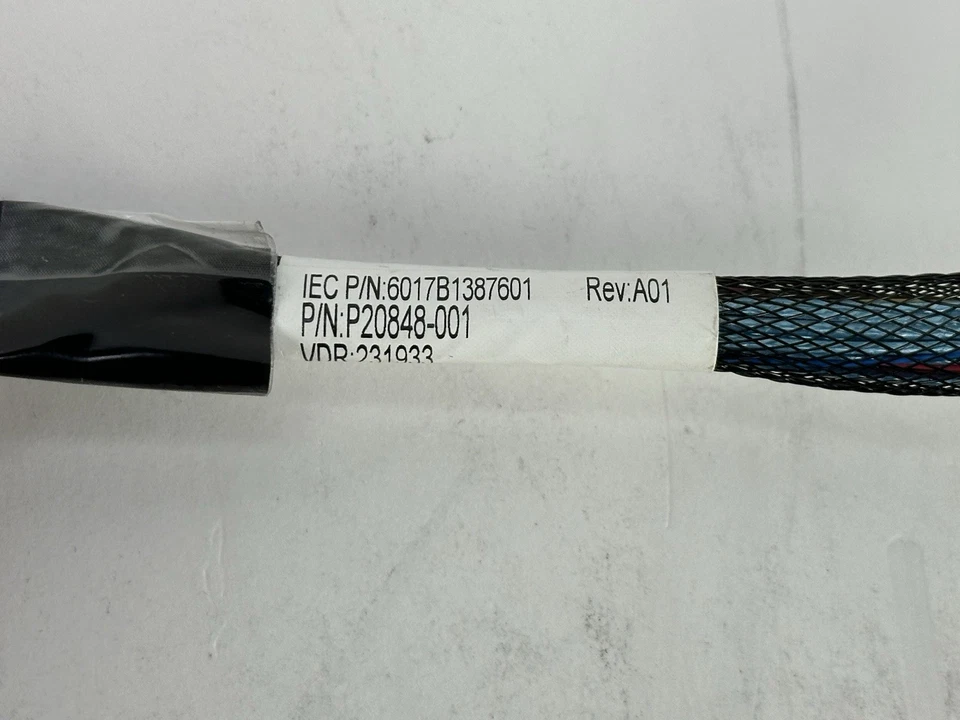 IEC P/N:6017B1387601 Rev:A01
P/N:P20848-001
VDR:231933